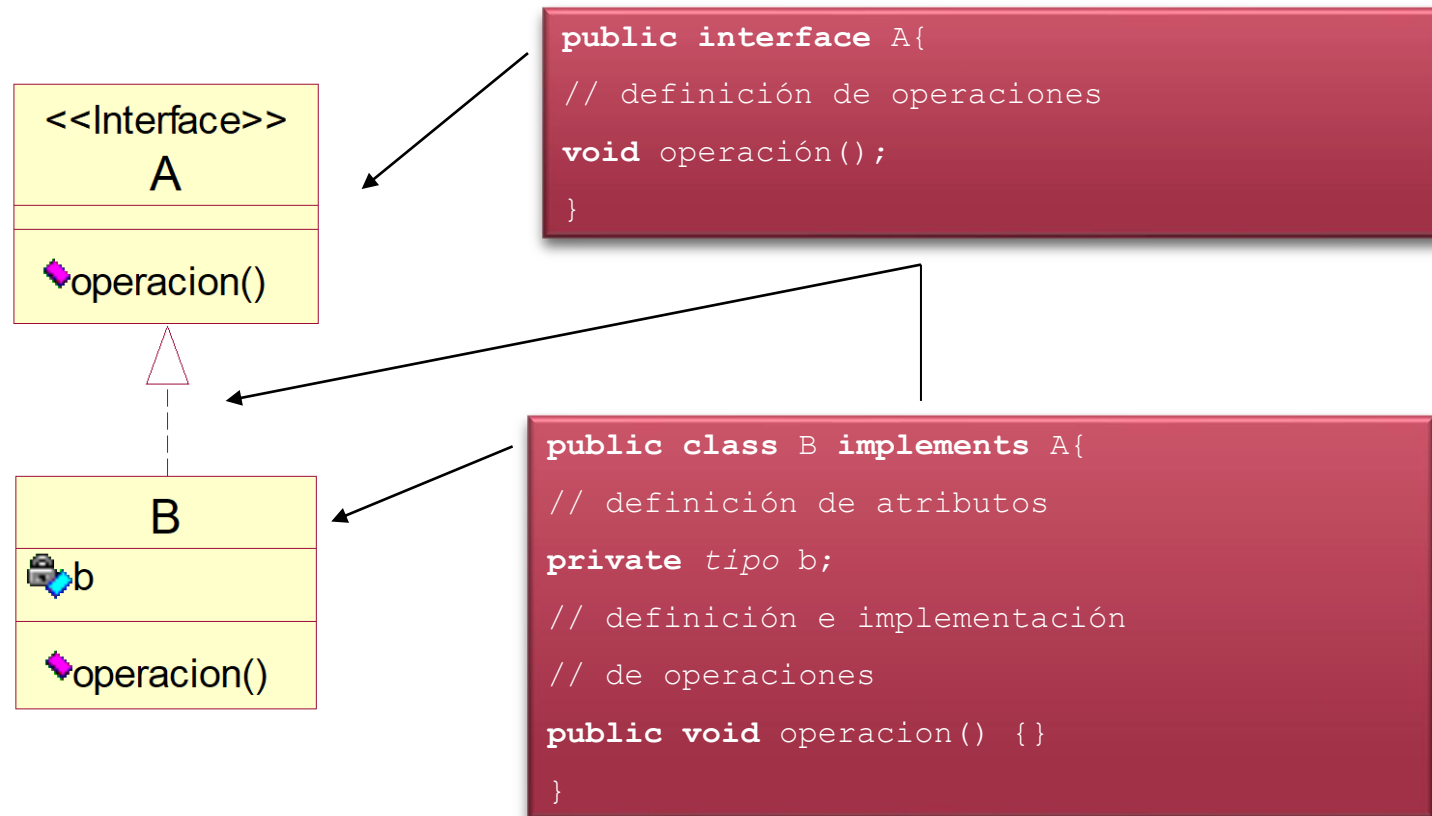 <<Interface>>
A
operacion()
B
b
operacion()
public interface A{
// definición de operaciones
void operación();
}
public class B implements A{
// definición de atributos
private tipo b;
// definición e implementación
// de operaciones
public void operacion() {}
}